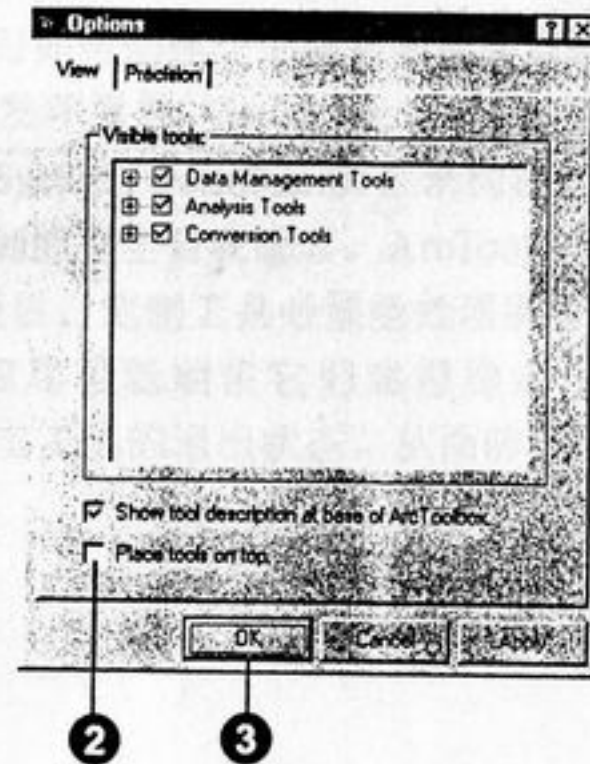 Options
View Precision
Visible tools:
Data Management Tools
Analysis Tools
Conversion Tools
Show tool description at base of ArcToolbox.
Place tools on top.
OK Cancel Apply
2 3